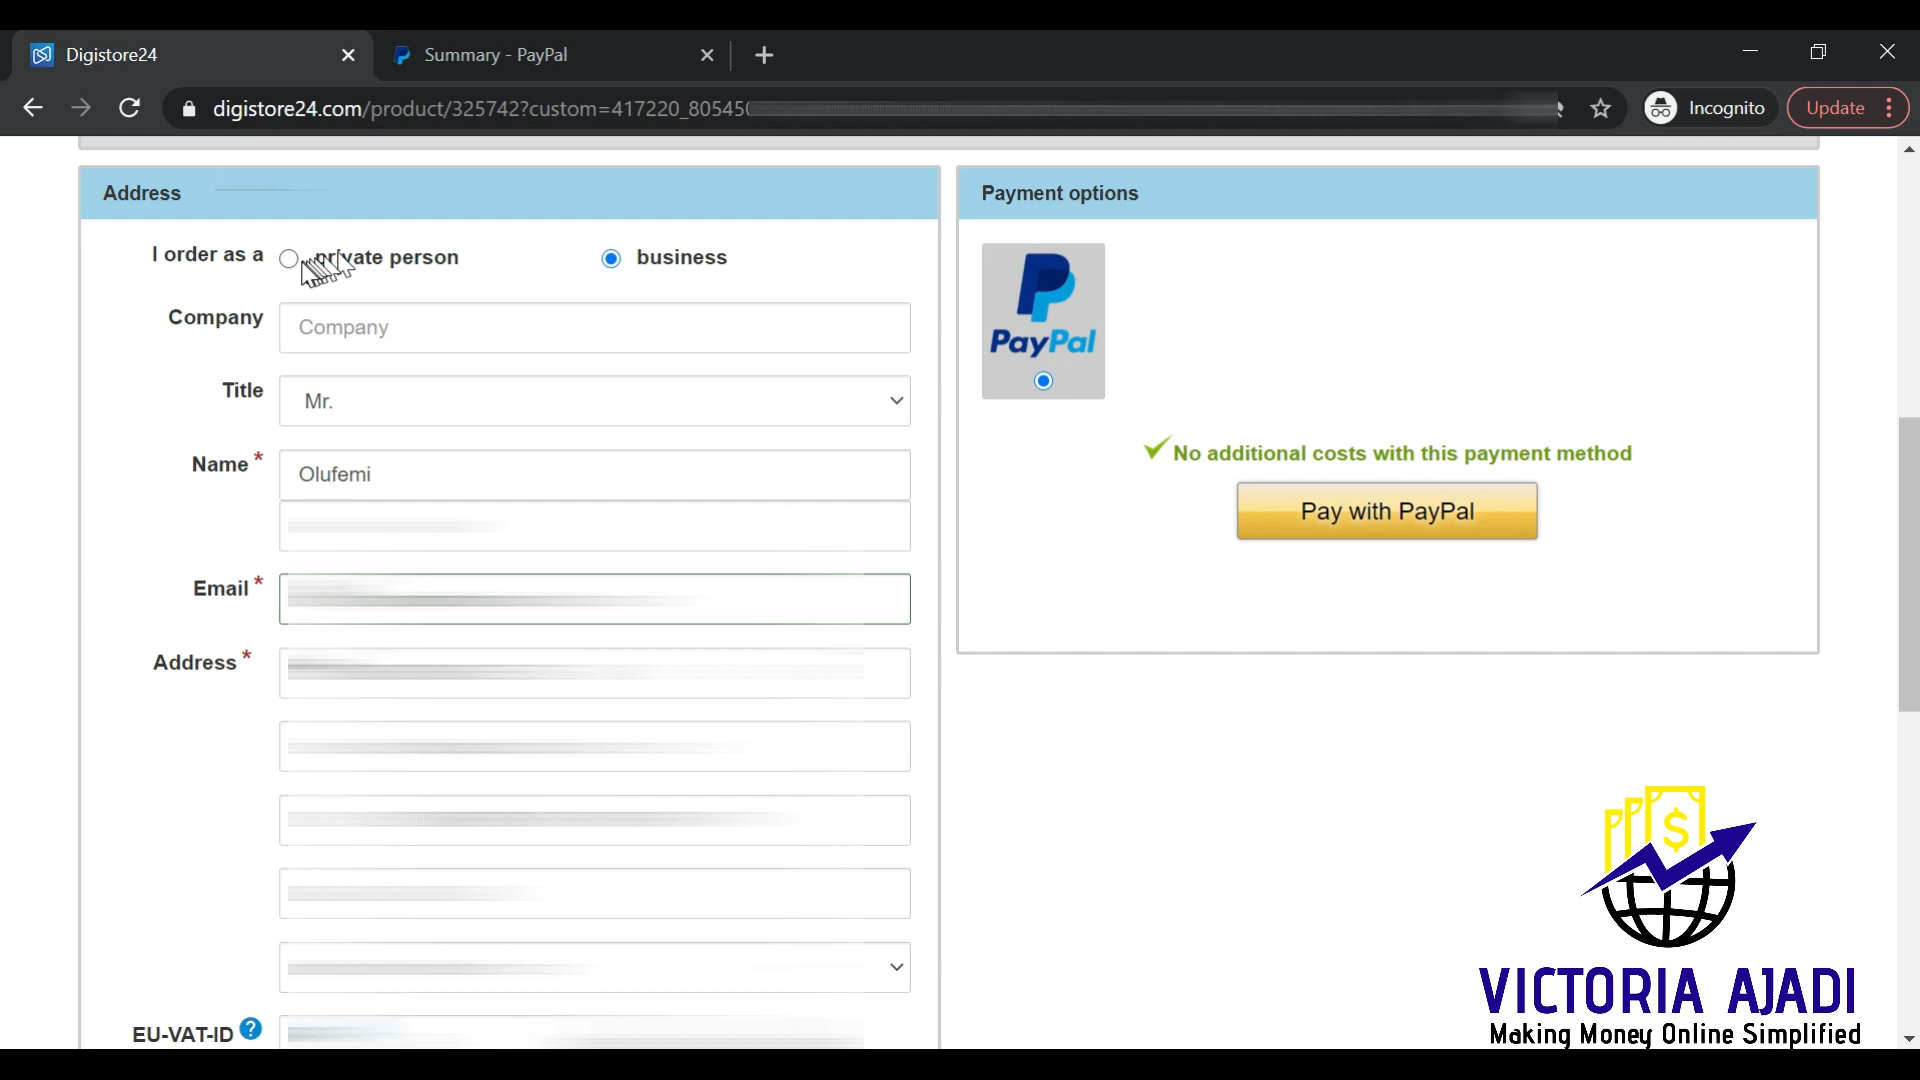 Digistore24
Summary - PayPal
digistore24.com/product/325742?custom=417220_80545
Incognito
Update
Address
I order as a
private person
business
Company
Company
Title
Mr.
Name *
Olufemi
Email *
Address *
EU-VAT-ID ?
Payment options
PayPal
No additional costs with this payment method
Pay with PayPal
$
VICTORIA AJADI
Making Money Online Simplified